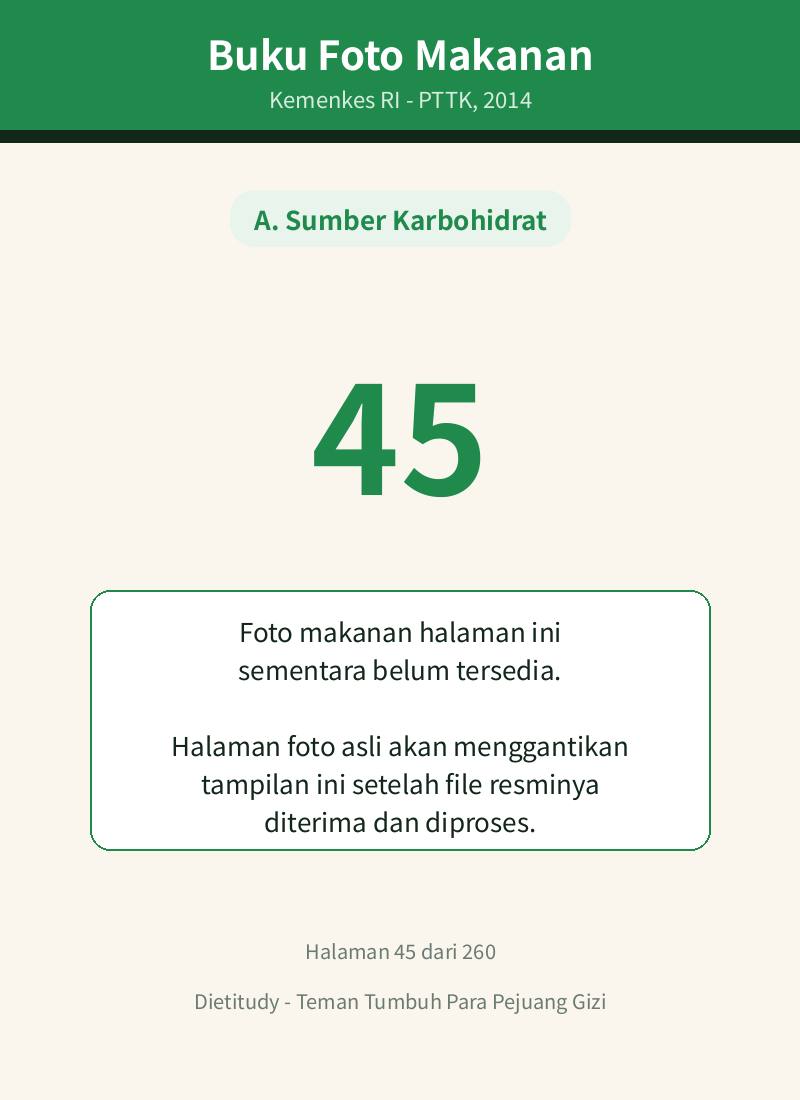 Buku Foto Makanan
Kemenkes RI - PTTK, 2014
A. Sumber Karbohidrat
45
Foto makanan halaman ini
sementara belum tersedia.
Halaman foto asli akan menggantikan
tampilan ini setelah file resminya
diterima dan diproses.
Halaman 45 dari 260
Dietitudy - Teman Tumbuh Para Pejuang Gizi